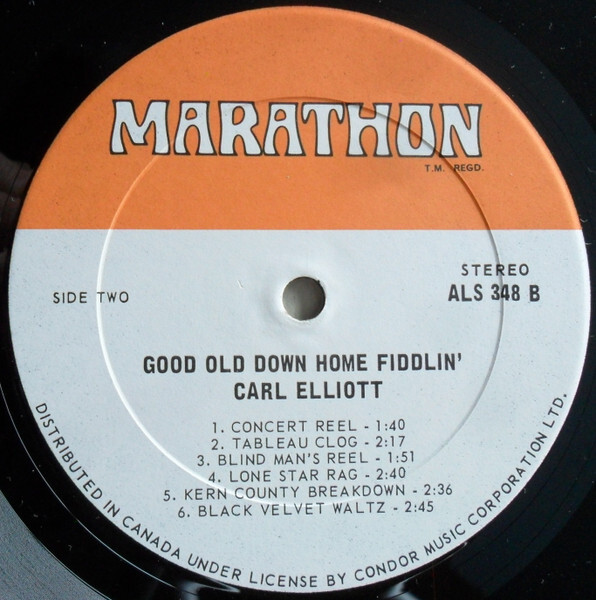 MARATHON
T.M. REGD.
SIDE TWO
STEREO
ALS 348 B
GOOD OLD DOWN HOME FIDDLIN'
CARL ELLIOTT
1. CONCERT REEL - 1:40
2. TABLEAU CLOG - 2:17
3. BLIND MAN'S REEL - 1:51
4. LONE STAR RAG - 2:40
5. KERN COUNTY BREAKDOWN - 2:36
6. BLACK VELVET WALTZ - 2:45
DISTRIBUTED IN CANADA UNDER LICENSE BY CONDOR MUSIC CORPORATION LTD.